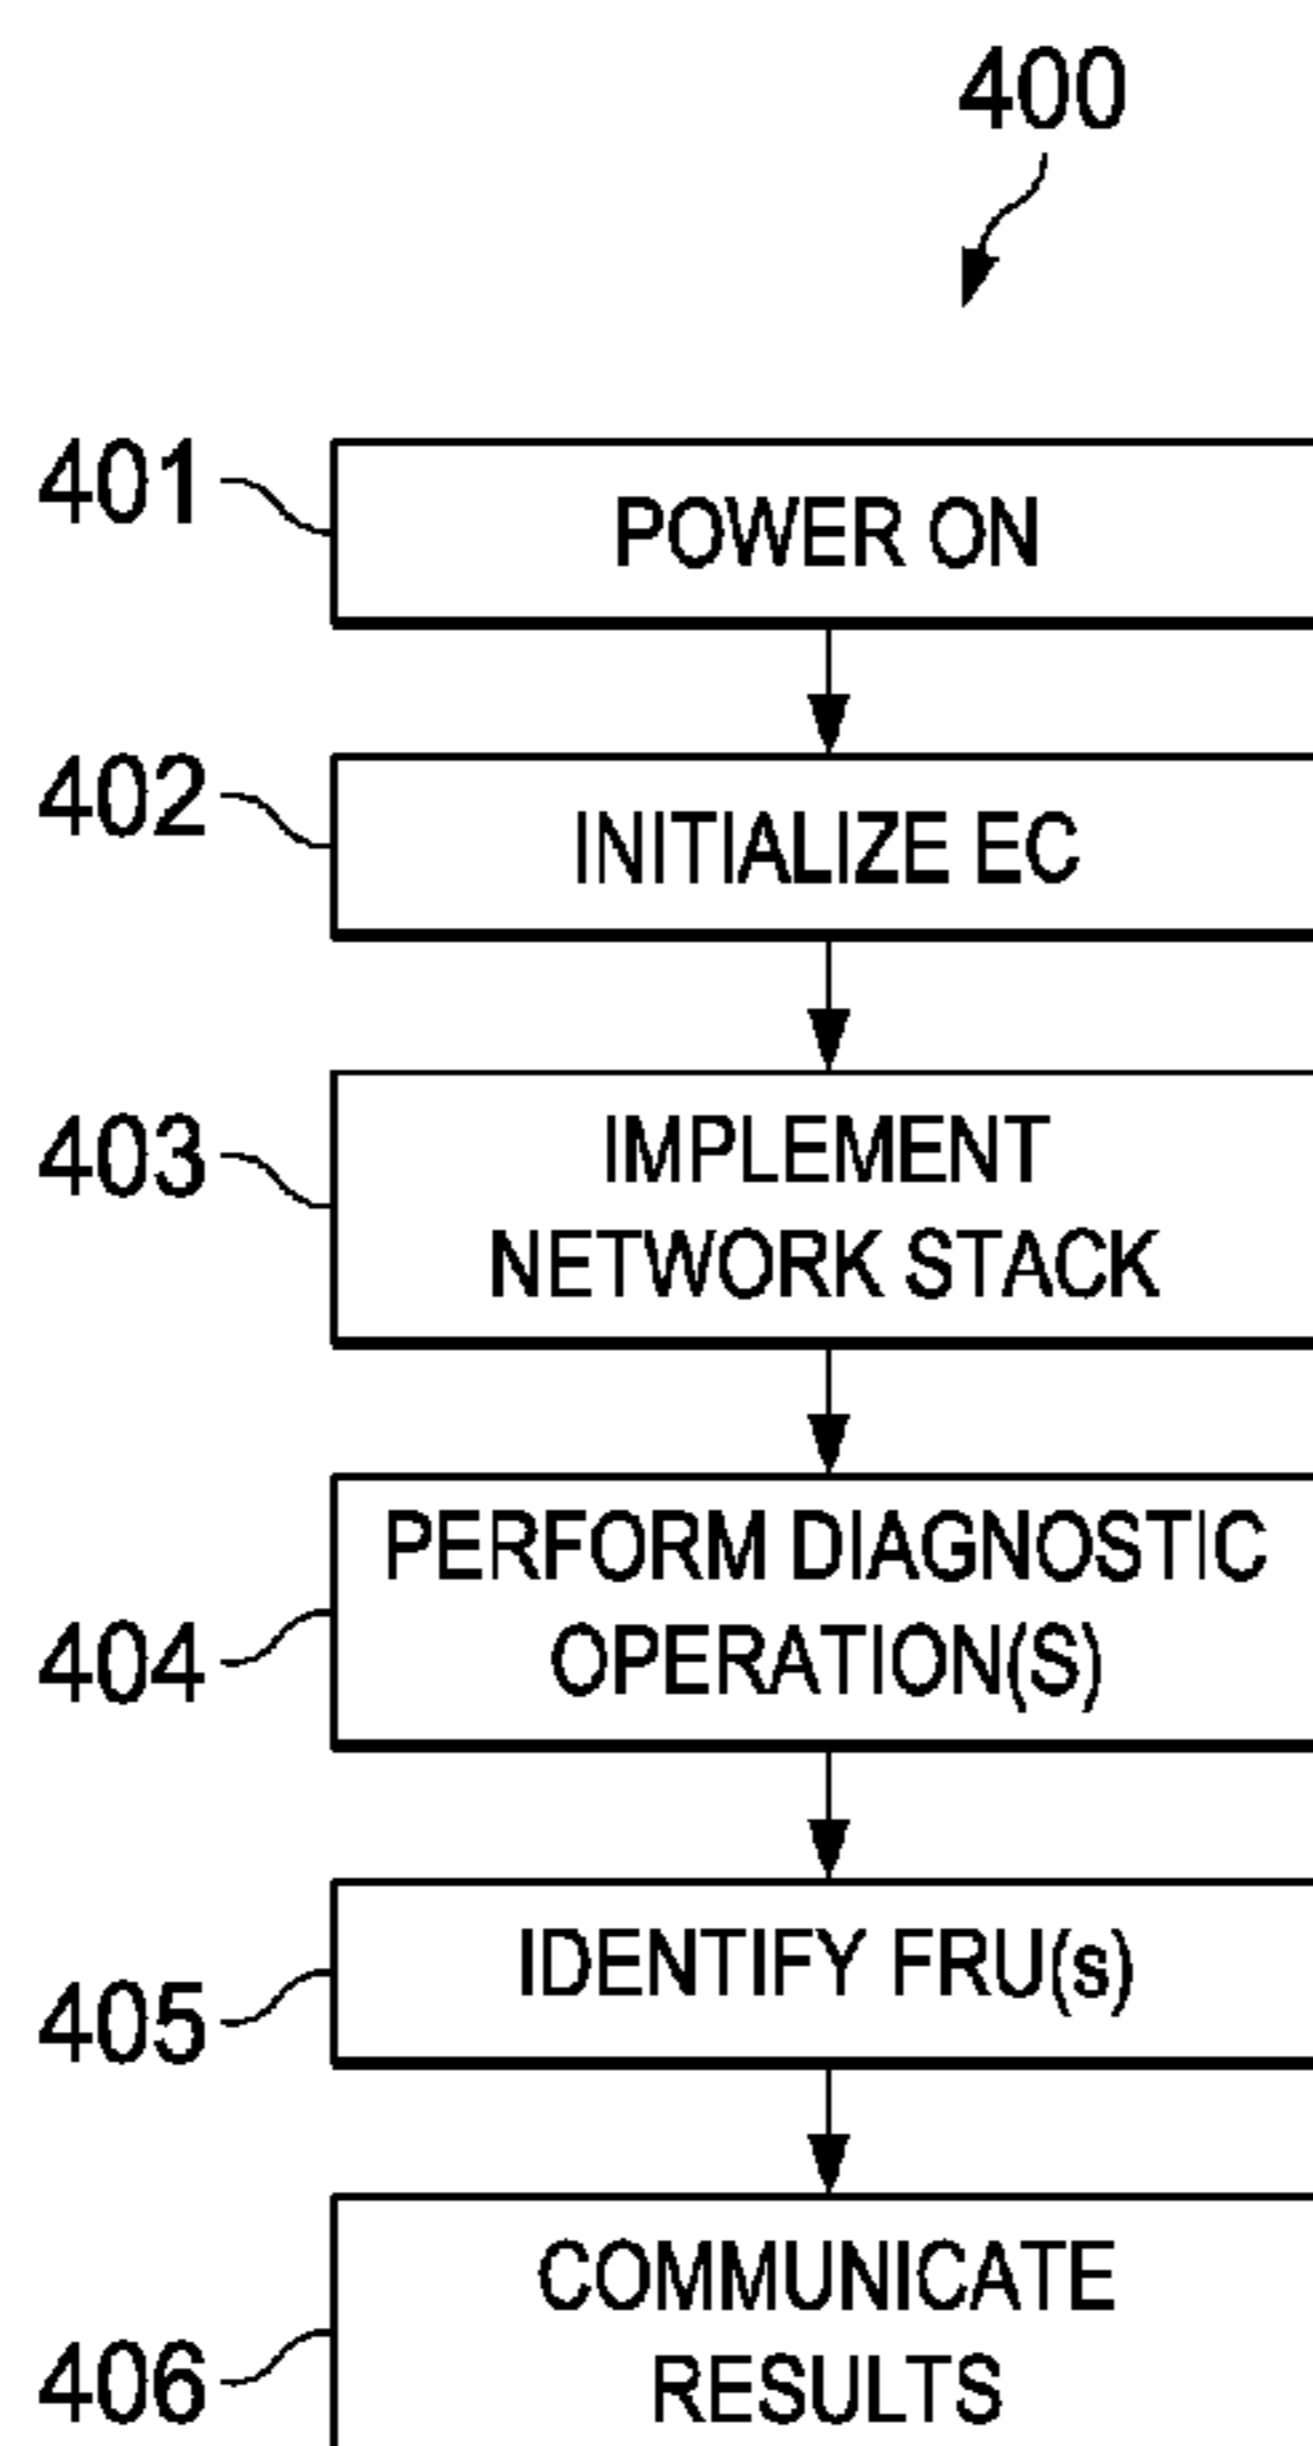 400
401
POWER ON
402
INITIALIZE EC
403
IMPLEMENT
NETWORK STACK
404
PERFORM DIAGNOSTIC
OPERATION(S)
405
IDENTIFY FRU(s)
406
COMMUNICATE
RESULTS